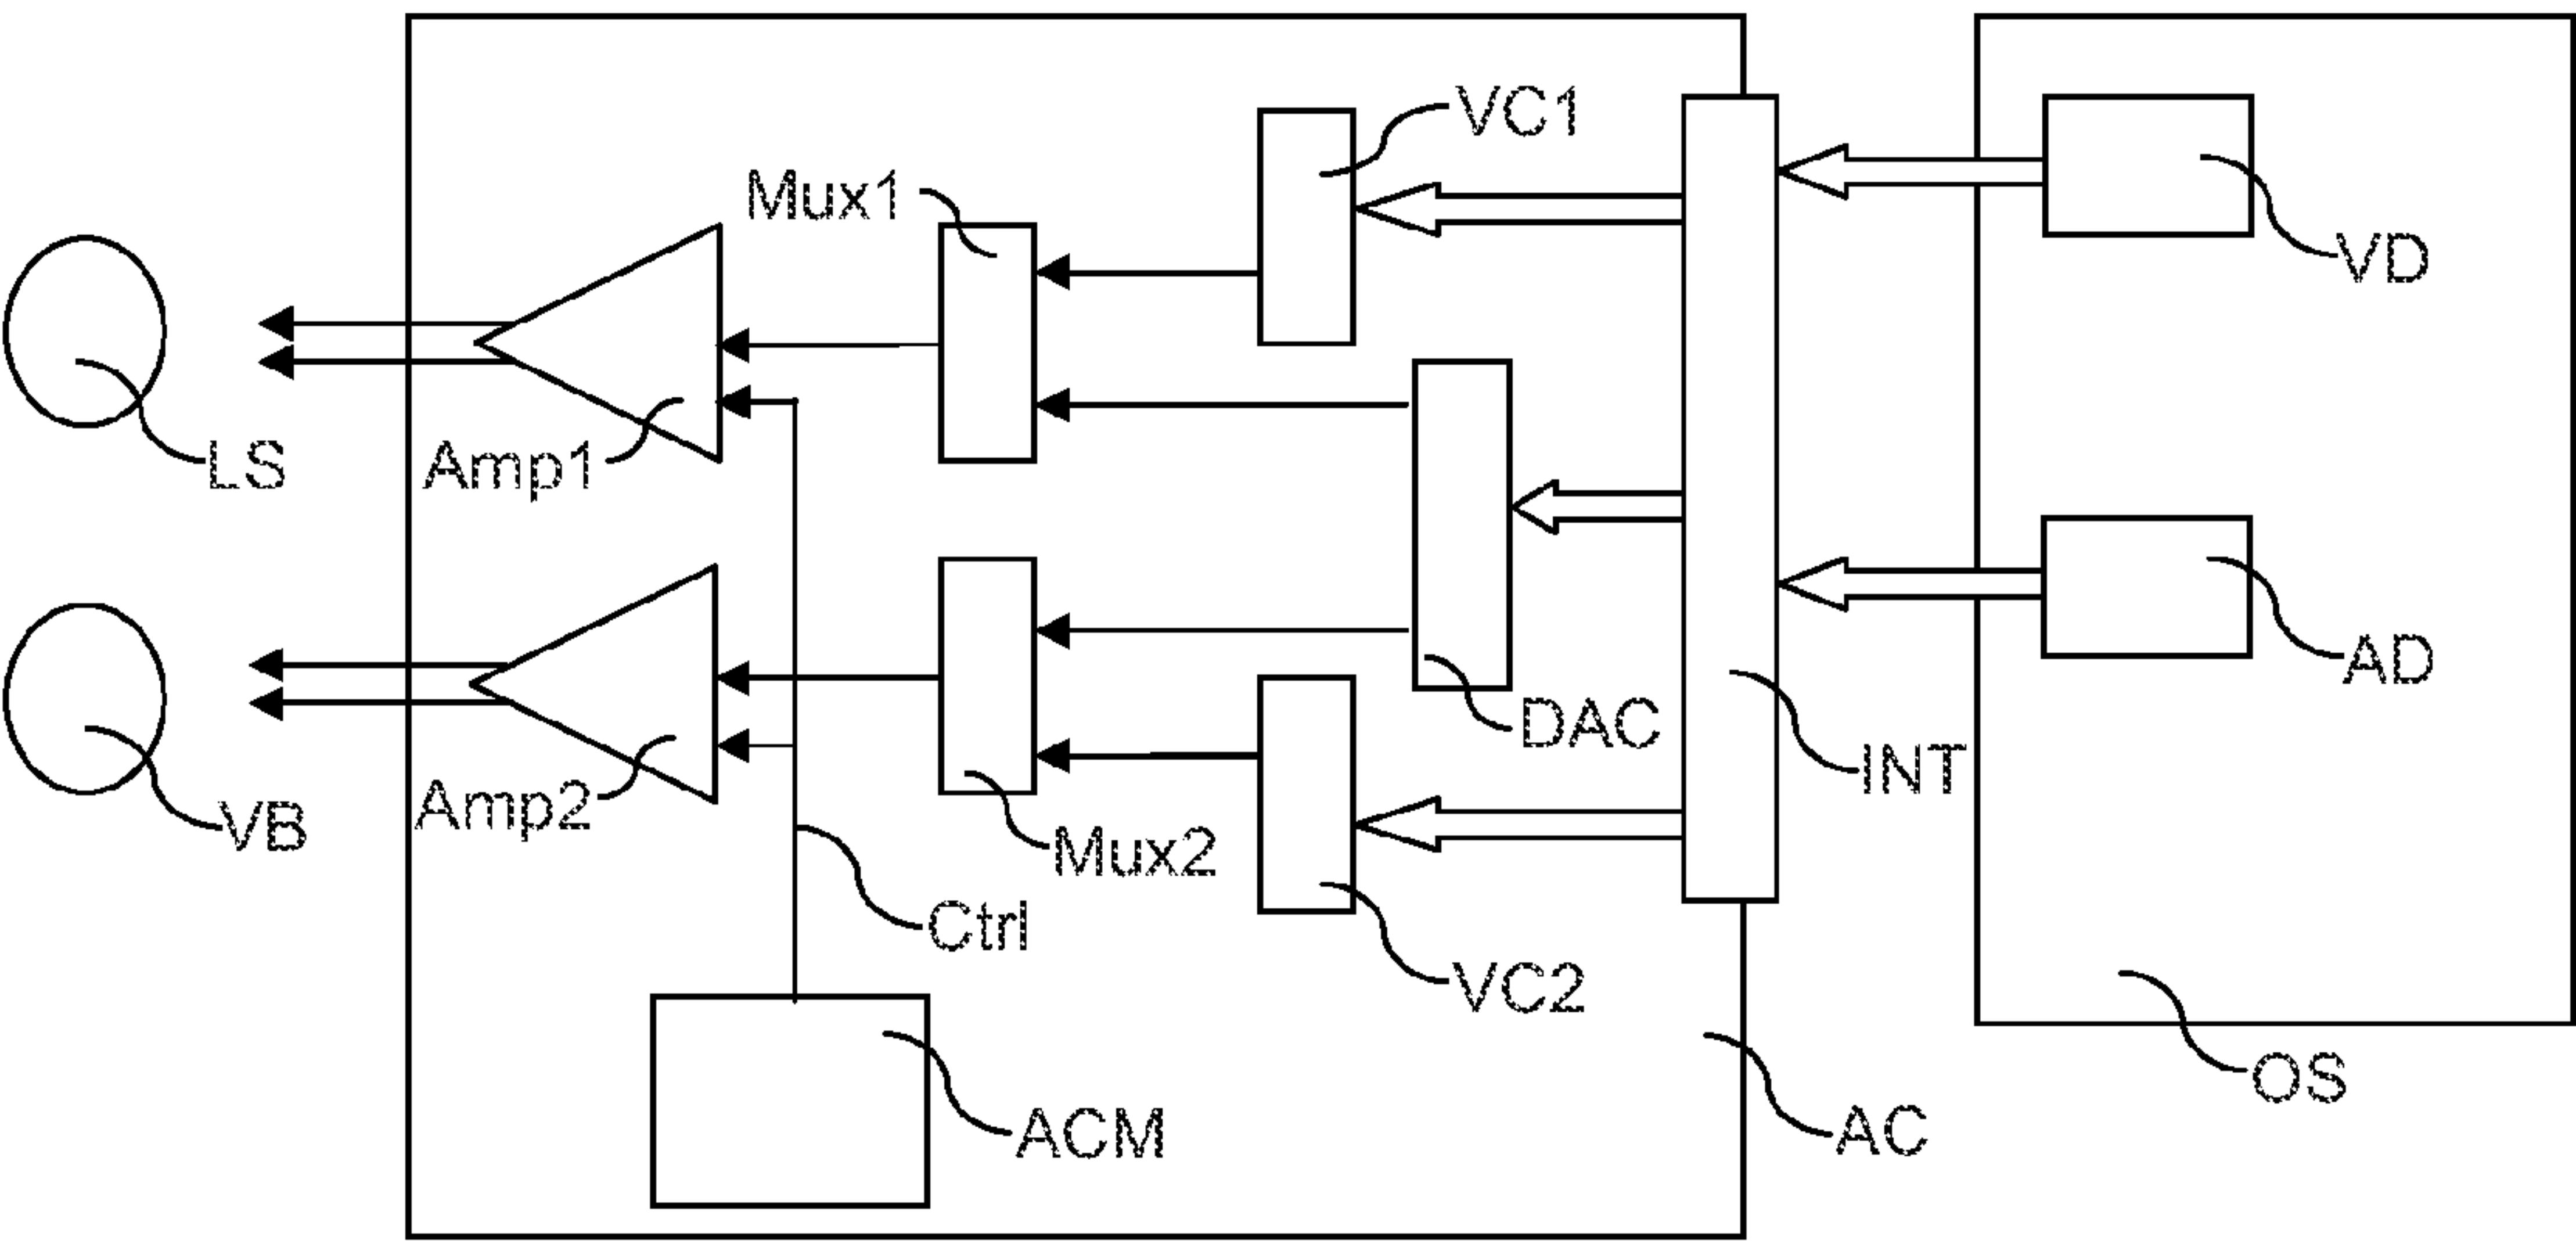 VC1
Mux1
VD
LS
Amp1
AD
DAC
INT
Amp2
VB
Mux2
Ctrl
VC2
OS
ACM
AC